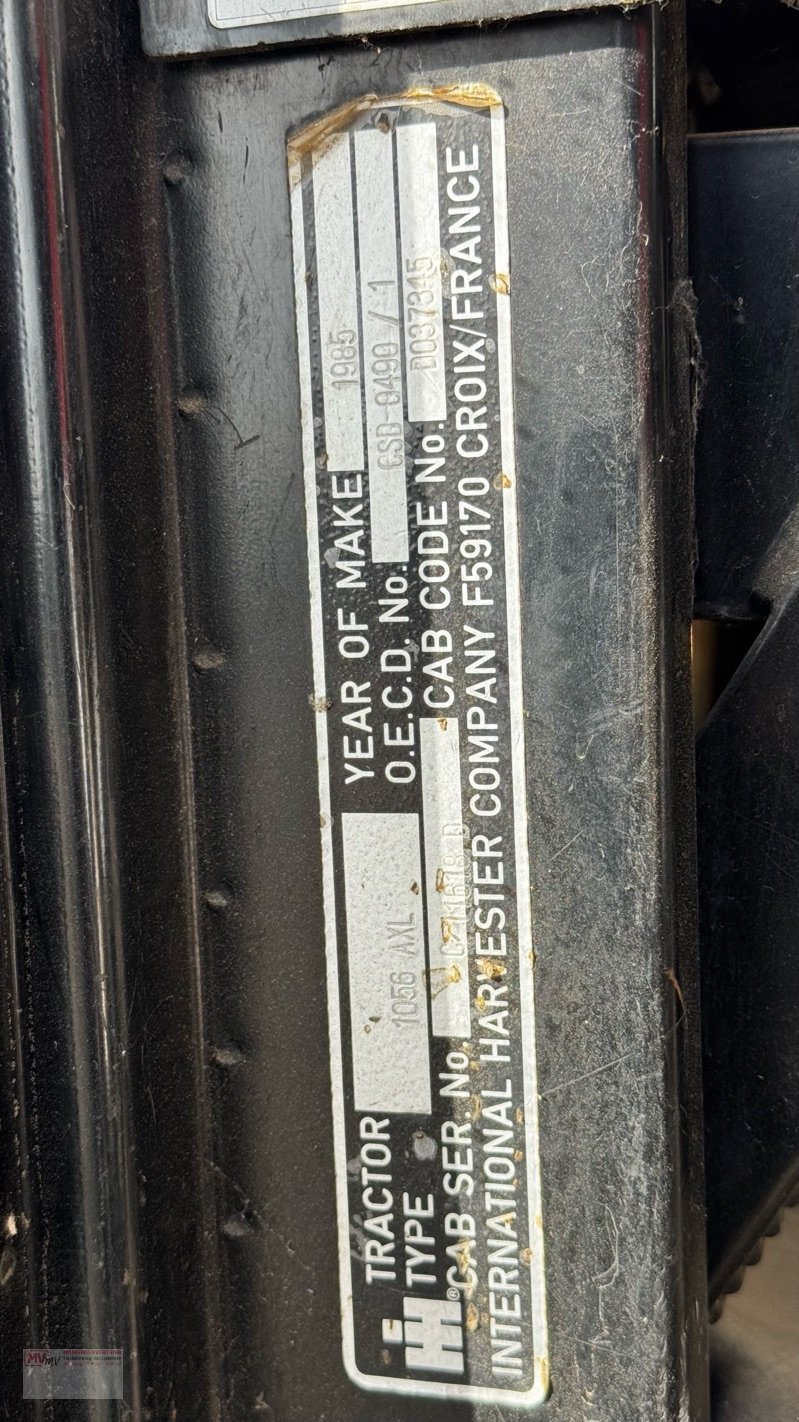 TRACTOR TYPE 1056 AXL
YEAR OF MAKE 1985
O.E.C.D. No. CSD-0490 / 1
CAB SER. No.
CAB CODE No. D037345
INTERNATIONAL HARVESTER COMPANY F59170 CROIX/FRANCE
MVmV